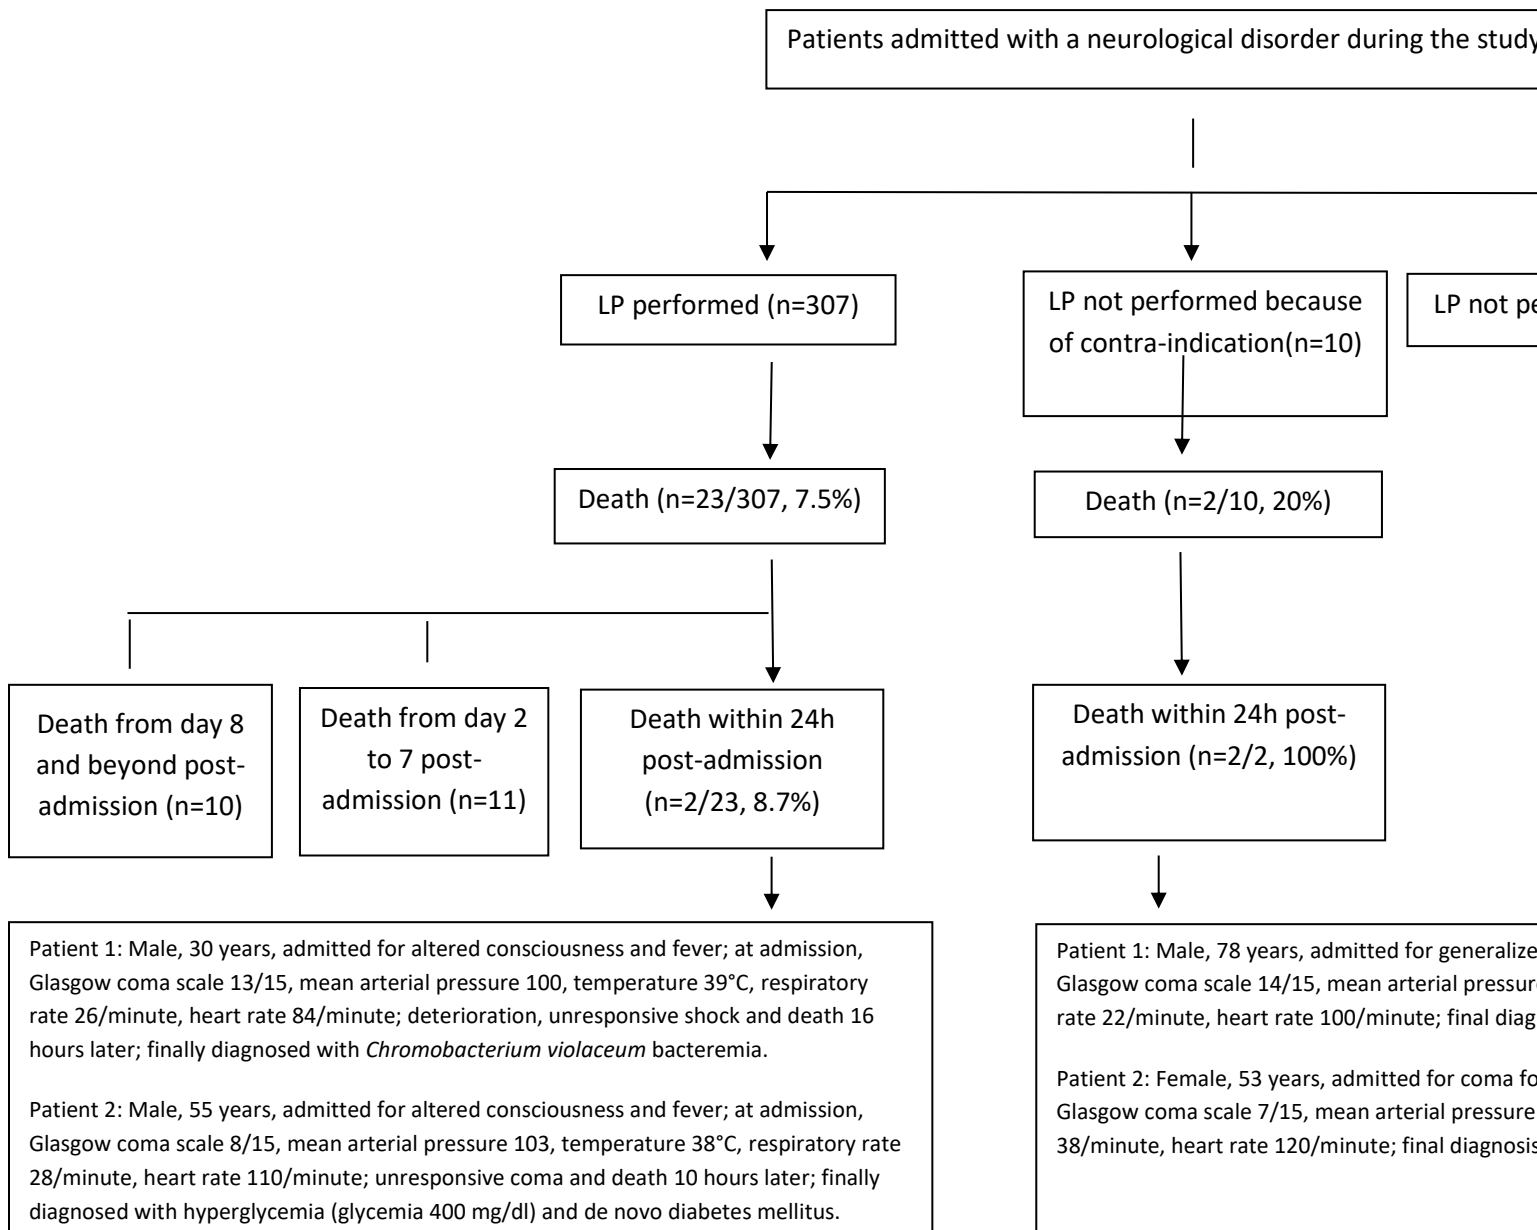 Patients admitted with a neurological disorder during the study
LP performed (n=307)
LP not performed because
of contra-indication(n=10)
LP not
Death (n=23/307, 7.5%)
Death (n=2/10, 20%)
Death from day 8
and beyond post-
admission (n=10)
Death from day 2
to 7 post-
admission (n=11)
Death within 24h
post-admission
(n=2/23, 8.7%)
Death within 24h post-
admission (n=2/2, 100%)
Patient 1: Male, 30 years, admitted for altered consciousness and fever; at admission,
Glasgow coma scale 13/15, mean arterial pressure 100, temperature 39°C, respiratory
rate 26/minute, heart rate 84/minute; deterioration, unresponsive shock and death 16
hours later; finally diagnosed with Chromobacterium violaceum bacteremia.
Patient 2: Male, 55 years, admitted for altered consciousness and fever; at admission,
Glasgow coma scale 8/15, mean arterial pressure 103, temperature 38°C, respiratory rate
28/minute, heart rate 110/minute; unresponsive coma and death 10 hours later; finally
diagnosed with hyperglycemia (glycemia 400 mg/dl) and de novo diabetes mellitus.
Patient 1: Male, 78 years, admitted for generalize
Glasgow coma scale 14/15, mean arterial pressur
rate 22/minute, heart rate 100/minute; final diag
Patient 2: Female, 53 years, admitted for coma fo
Glasgow coma scale 7/15, mean arterial pressure
38/minute, heart rate 120/minute; final diagnosis